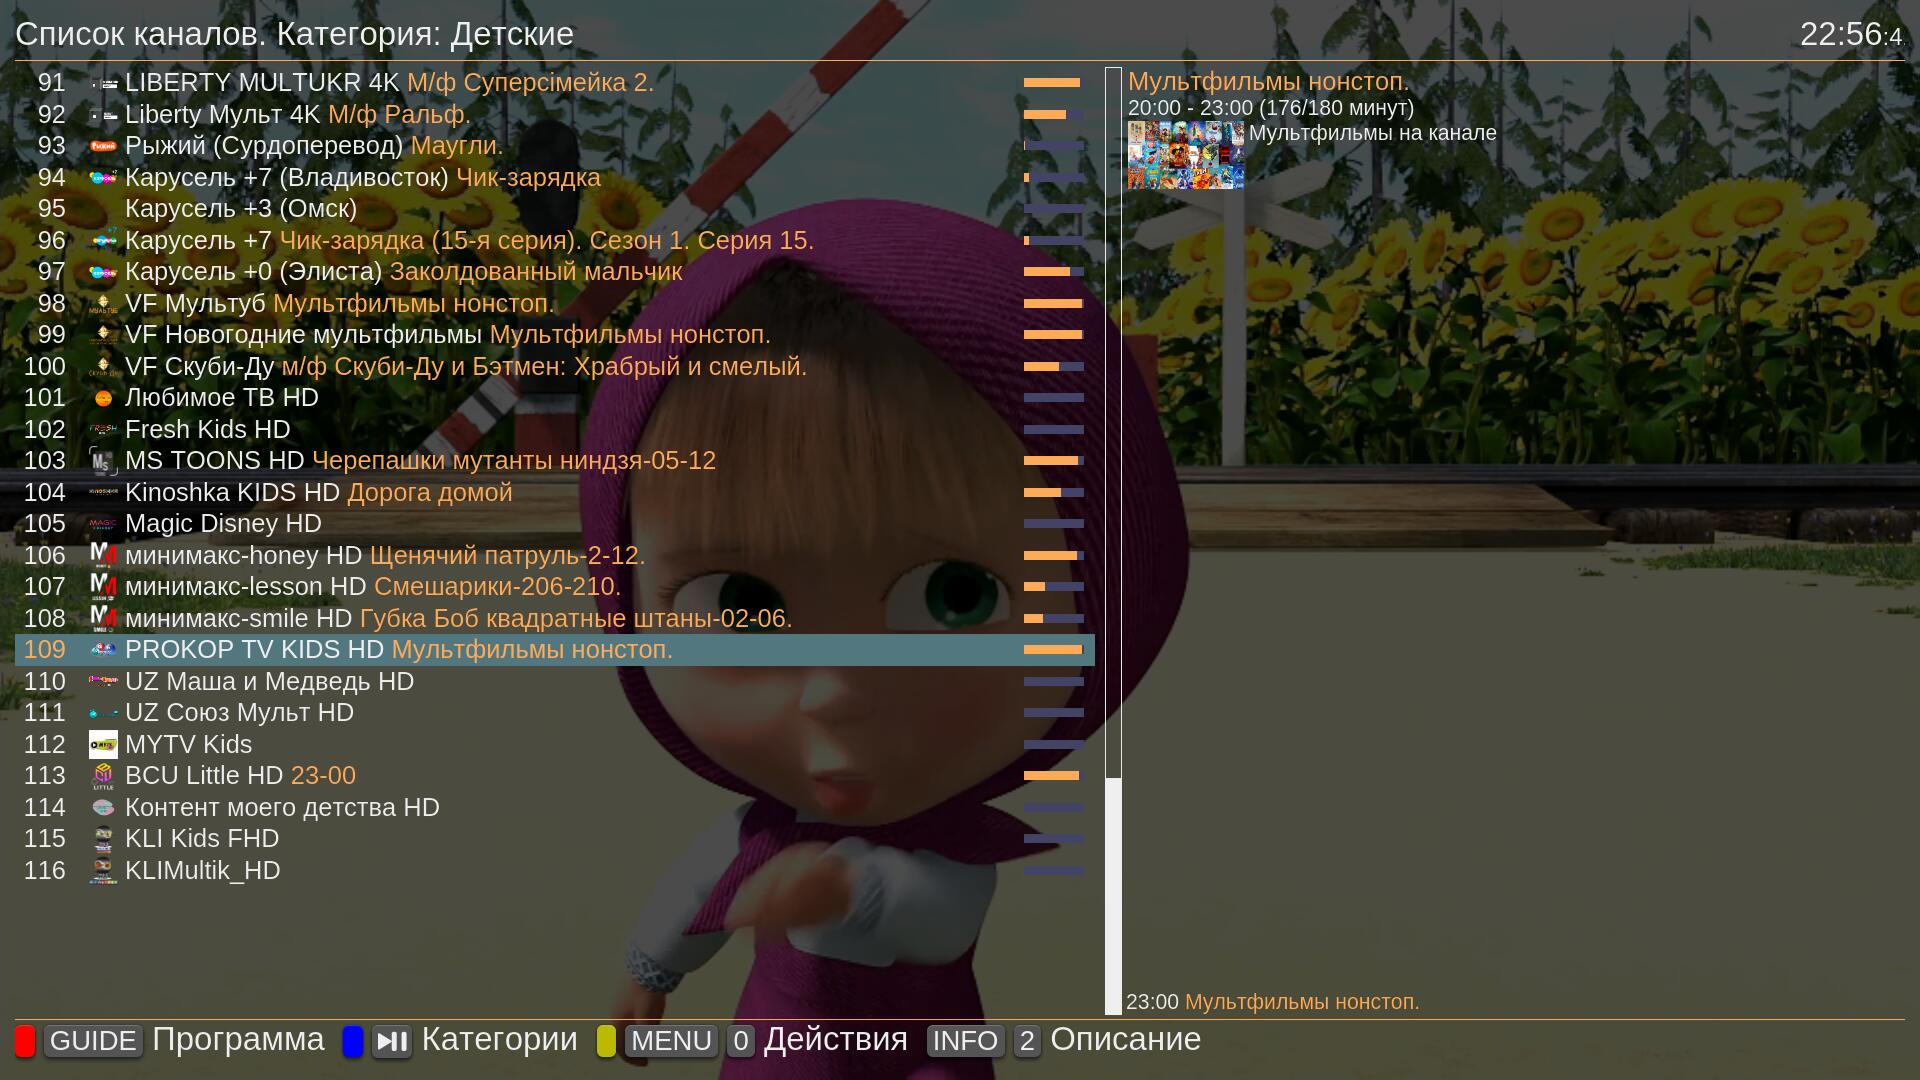 Список каналов. Категория: Детские
22:56:4
91 LIBERTY MULTUKR 4K М/ф Суперсімейка 2.
92 Liberty Мульт 4K М/ф Ральф.
93 Рыжий (Сурдоперевод) Маугли.
94 Карусель +7 (Владивосток) Чик-зарядка
95 Карусель +3 (Омск)
96 Карусель +7 Чик-зарядка (15-я серия). Сезон 1. Серия 15.
97 Карусель +0 (Элиста) Заколдованный мальчик
98 VF Мультуб Мультфильмы нонстоп.
99 VF Новогодние мультфильмы Мультфильмы нонстоп.
100 VF Скуби-Ду м/ф Скуби-Ду и Бэтмен: Храбрый и смелый.
101 Любимое ТВ HD
102 Fresh Kids HD
103 MS TOONS HD Черепашки мутанты ниндзя-05-12
104 Kinoshka KIDS HD Дорога домой
105 Magic Disney HD
106 минимакс-honey HD Щенячий патруль-2-12.
107 минимакс-lesson HD Смешарики-206-210.
108 минимакс-smile HD Губка Боб квадратные штаны-02-06.
109 PROKOP TV KIDS HD Мультфильмы нонстоп.
110 UZ Маша и Медведь HD
111 UZ Союз Мульт HD
112 MYTV Kids
113 BCU Little HD 23-00
114 Контент моего детства HD
115 KLI Kids FHD
116 KLIMultik_HD
Мультфильмы нонстоп.
20:00 - 23:00 (176/180 минут)
Мультфильмы на канале
23:00 Мультфильмы нонстоп.
GUIDE Программа Категории MENU 0 Действия INFO 2 Описание